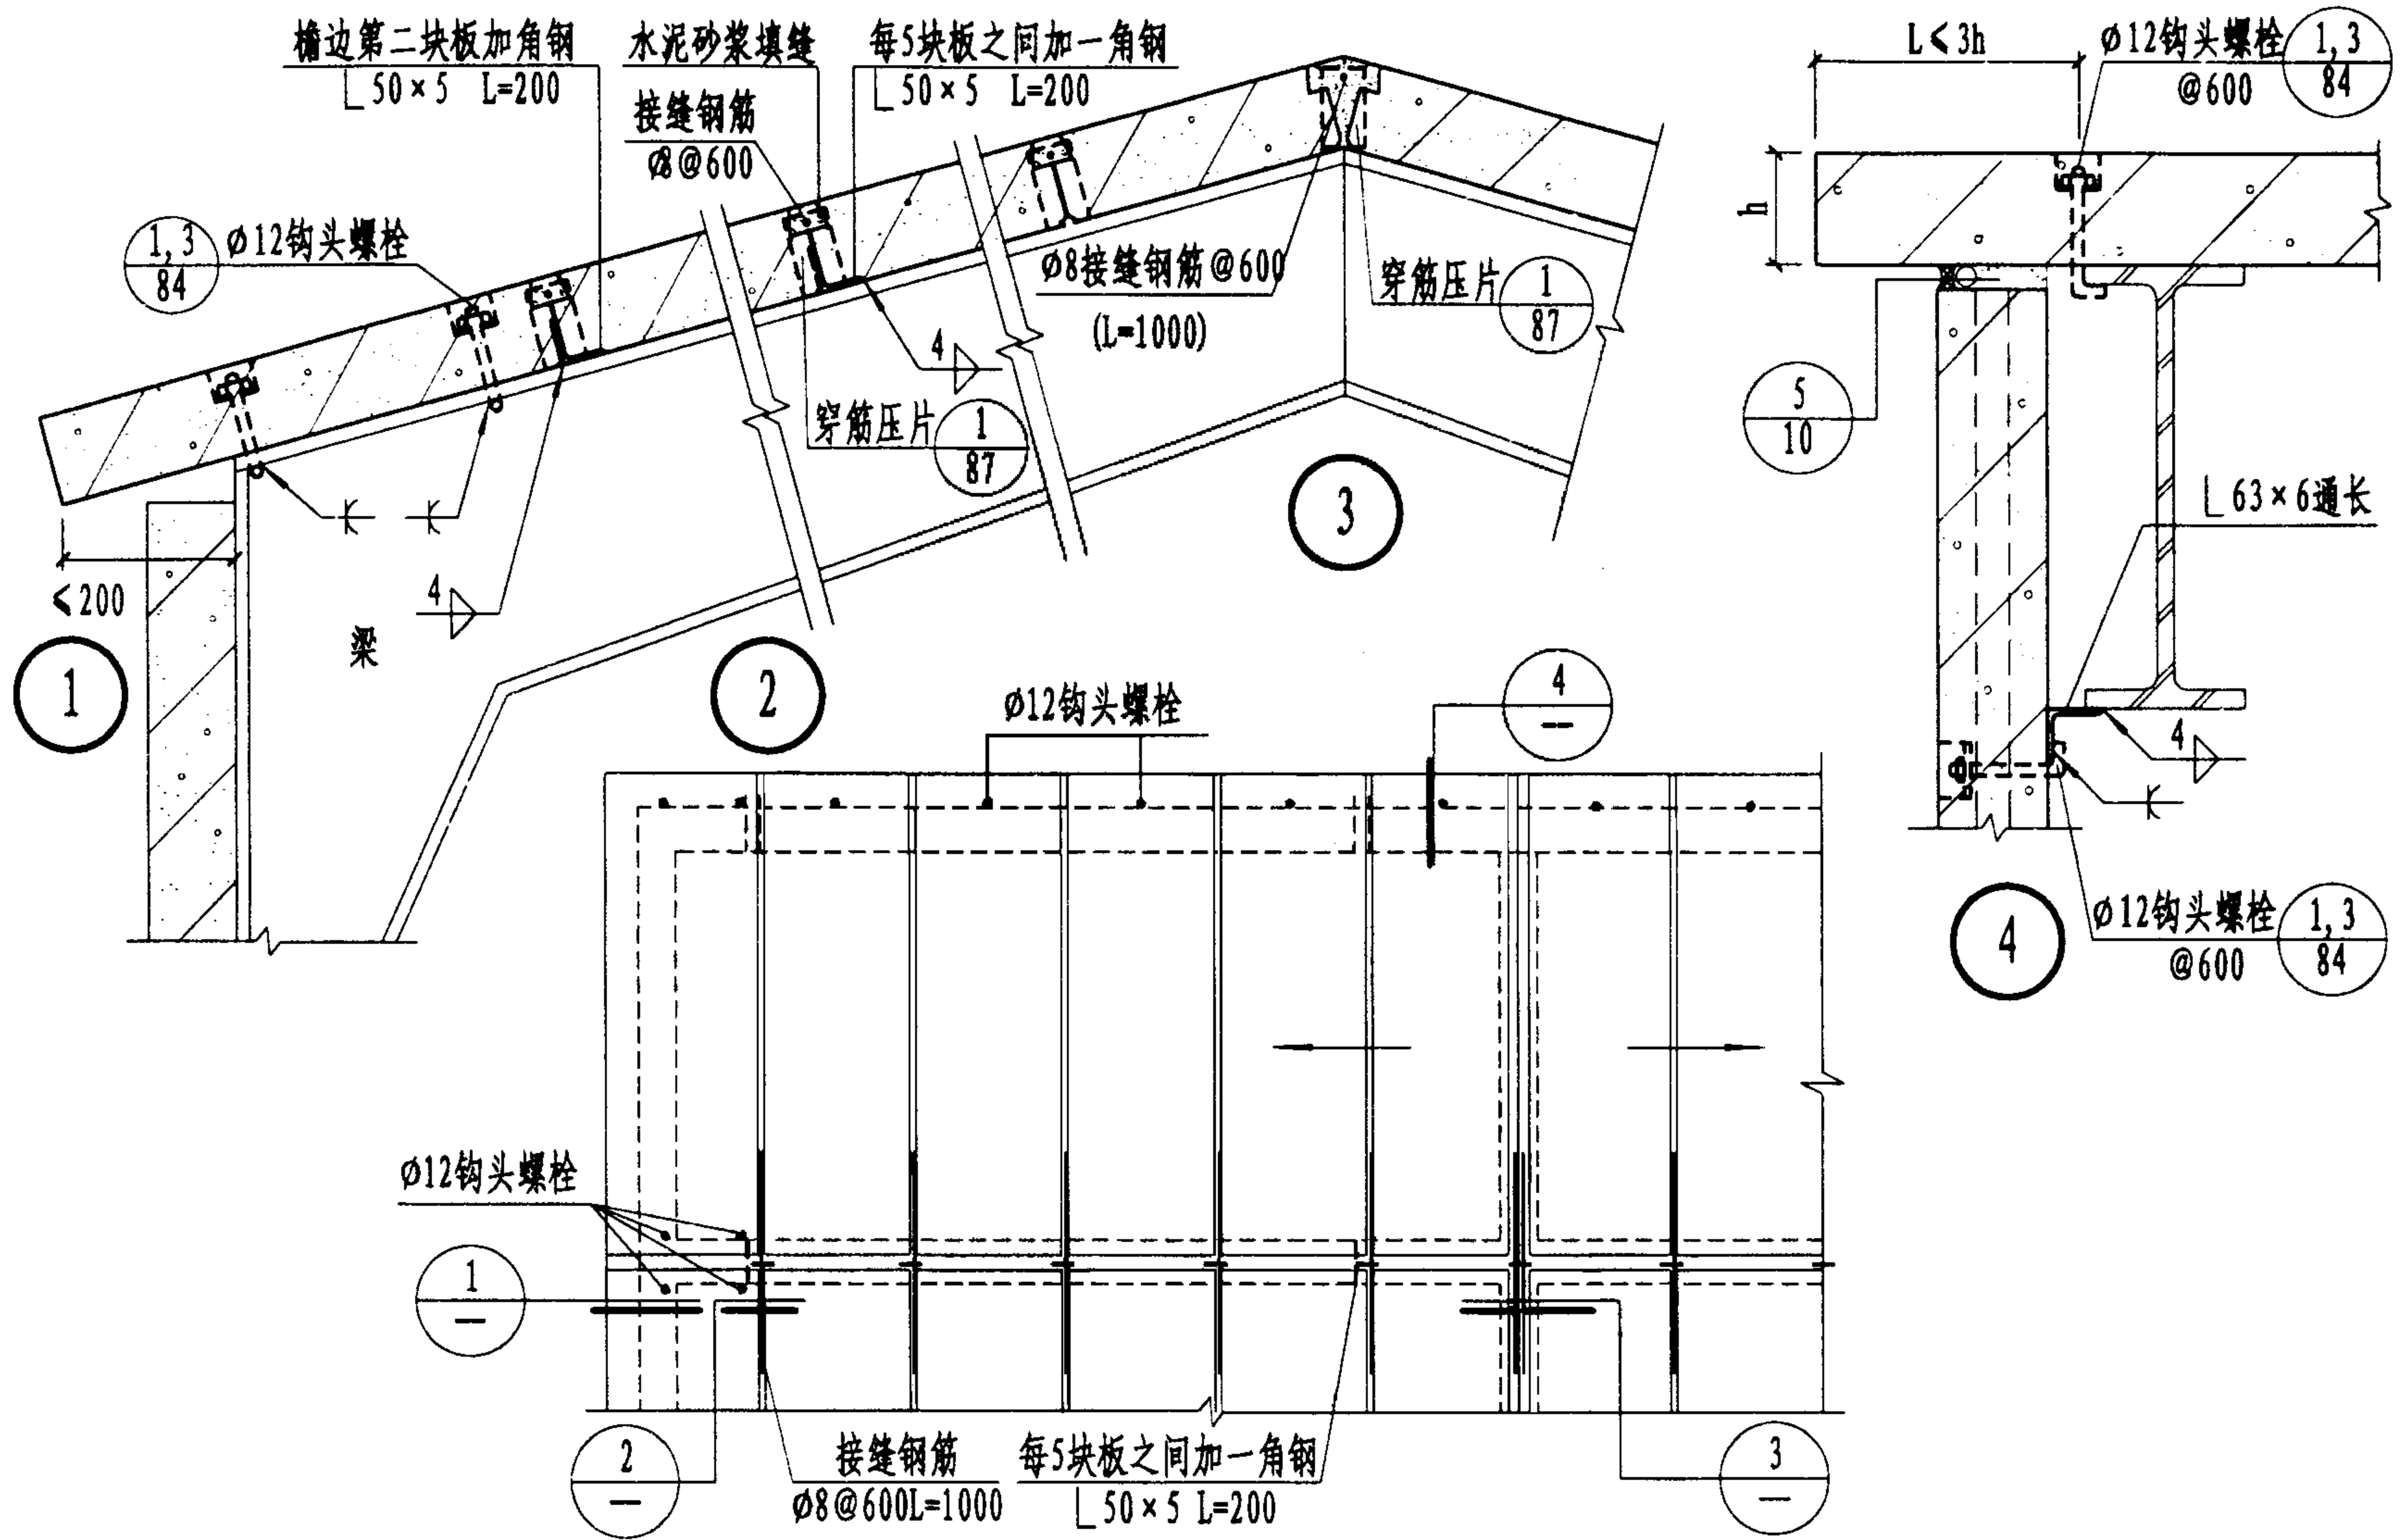 檐边第二块板加角钢
∟50×5 L=200
水泥砂浆填缝
接缝钢筋
Ø8@600
每5块板之间加一角钢
∟50×5 L=200
1,3
84
Ø12钩头螺栓
Ø8接缝钢筋@600
(L=1000)
穿筋压片
1
87
4
穿筋压片
1
87
4
≤200
梁
1
2
3
L≤3h
Ø12钩头螺栓
@600
1,3
84
h
5
10
∟63×6通长
4
Ø12钩头螺栓
@600
1,3
84
4
Ø12钩头螺栓
4
—
Ø12钩头螺栓
1
—
2
—
接缝钢筋
Ø8@600L=1000
每5块板之间加一角钢
∟50×5 L=200
3
—